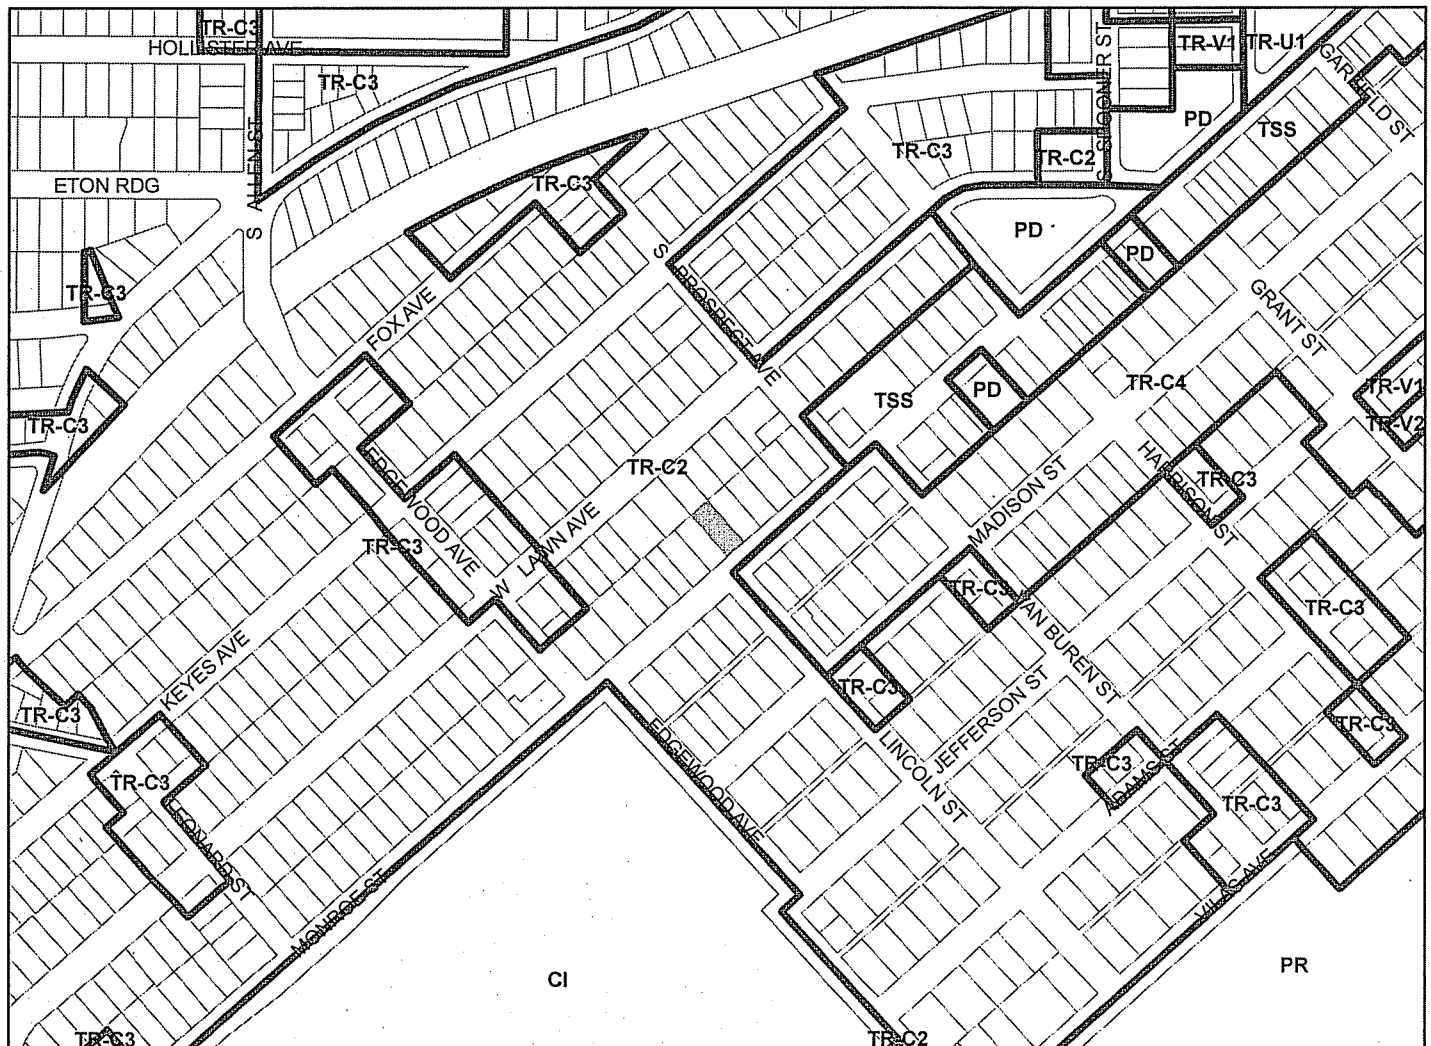 TR-C3
HOLLISTER AVE
TR-C3
S ALLEN ST
ETON RDG
TR-C3
TR-C3
TR-C3
S SPOONER ST
TR-V1
TR-U1
GARFIELD ST
PD
TSS
TR-C3
TR-C2
PD
PD
S PROSPECT AVE
FOX AVE
GRANT ST
TR-C4
TR-V1
TR-V2
TSS
PD
TR-C2
EDGEWOOD AVE
TR-C3
W LAWN AVE
MADISON ST
HARRISON ST
TR-C3
TR-C3
VAN BUREN ST
TR-C3
KEYES AVE
TR-C3
TR-C3
JEFFERSON ST
LINCOLN ST
TR-C3
TR-C3
ADAMS ST
TR-C3
TR-C3
LEONARD ST
EDGEWOOD AVE
VILAS AVE
MONROE ST
CI
PR
TR-C3
TR-C2